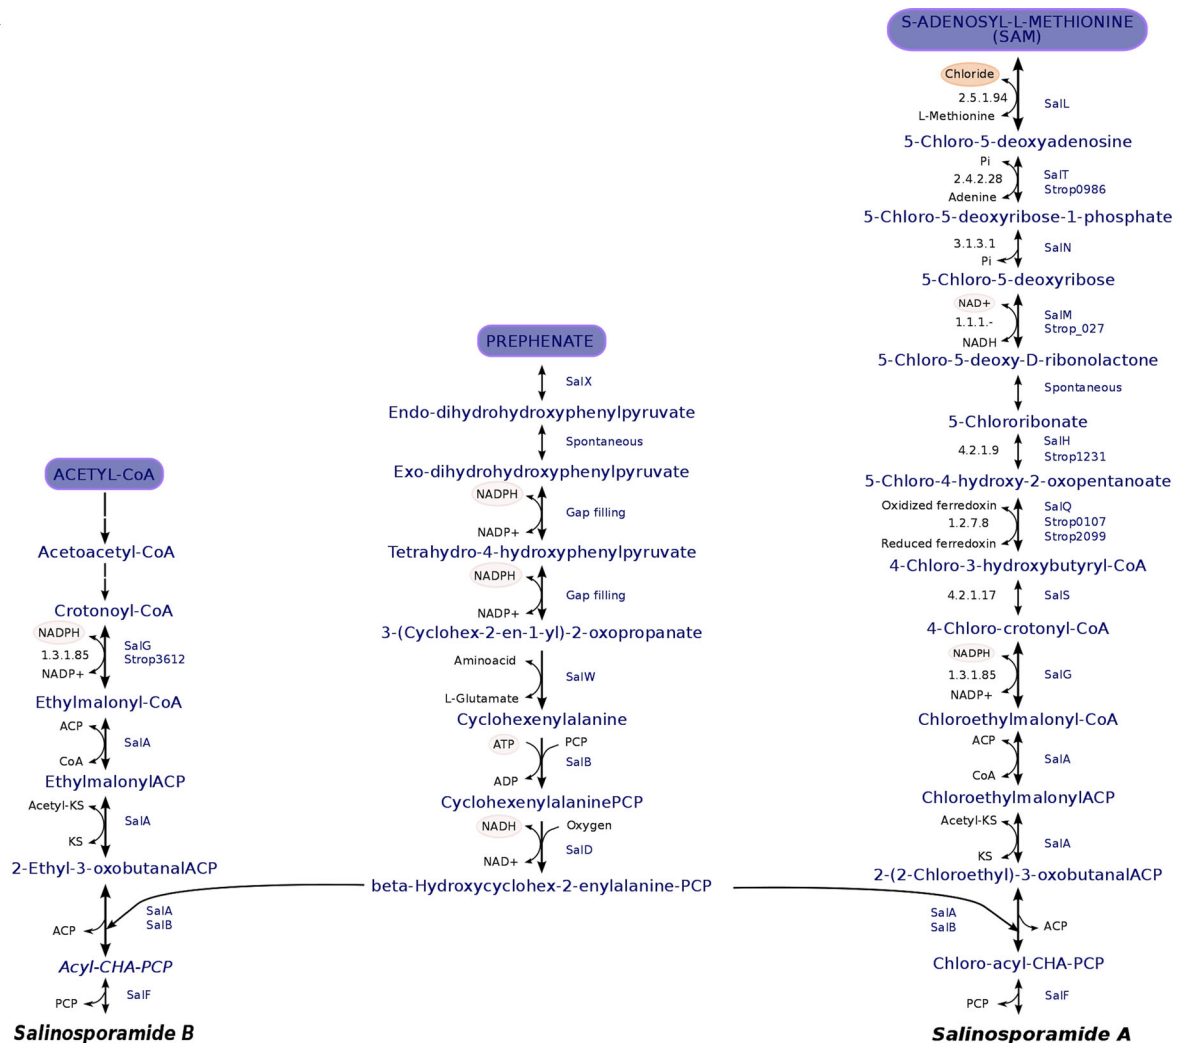 ACETYL-CoA
Acetoacetyl-CoA
Crotonoyl-CoA
NADPH
1.3.1.85
NADP+
SalG
Strop3612
Ethylmalonyl-CoA
ACP
CoA
SalA
EthylmalonylACP
Acetyl-KS
KS
SalA
2-Ethyl-3-oxobutanalACP
ACP
SalA
SalB
Acyl-CHA-PCP
PCP
SalF
Salinosporamide B
PREPHENATE
SalX
Endo-dihydrohydroxyphenylpyruvate
Spontaneous
Exo-dihydrohydroxyphenylpyruvate
NADPH
NADP+
Gap filling
Tetrahydro-4-hydroxyphenylpyruvate
NADPH
NADP+
Gap filling
3-(Cyclohex-2-en-1-yl)-2-oxopropanate
Aminoacid
L-Glutamate
SalW
Cyclohexenylalanine
ATP
ADP
PCP
SalB
CyclohexenylalaninePCP
NADH
NAD+
Oxygen
SalD
beta-Hydroxycyclohex-2-enylalanine-PCP
S-ADENOSYL-L-METHIONINE
(SAM)
Chloride
2.5.1.94
L-Methionine
SalL
5-Chloro-5-deoxyadenosine
Pi
2.4.2.28
Adenine
SalT
Strop0986
5-Chloro-5-deoxyribose-1-phosphate
3.1.3.1
Pi
SalN
5-Chloro-5-deoxyribose
NAD+
1.1.1.-
NADH
SalM
Strop_027
5-Chloro-5-deoxy-D-ribonolactone
Spontaneous
5-Chlororibonate
4.2.1.9
SalH
Strop1231
5-Chloro-4-hydroxy-2-oxopentanoate
Oxidized ferredoxin
1.2.7.8
Reduced ferredoxin
SalQ
Strop0107
Strop2099
4-Chloro-3-hydroxybutyryl-CoA
4.2.1.17
SalS
4-Chloro-crotonyl-CoA
NADPH
1.3.1.85
NADP+
SalG
Chloroethylmalonyl-CoA
ACP
CoA
SalA
ChloroethylmalonylACP
Acetyl-KS
KS
SalA
2-(2-Chloroethyl)-3-oxobutanalACP
SalA
SalB
ACP
Chloro-acyl-CHA-PCP
PCP
SalF
Salinosporamide A